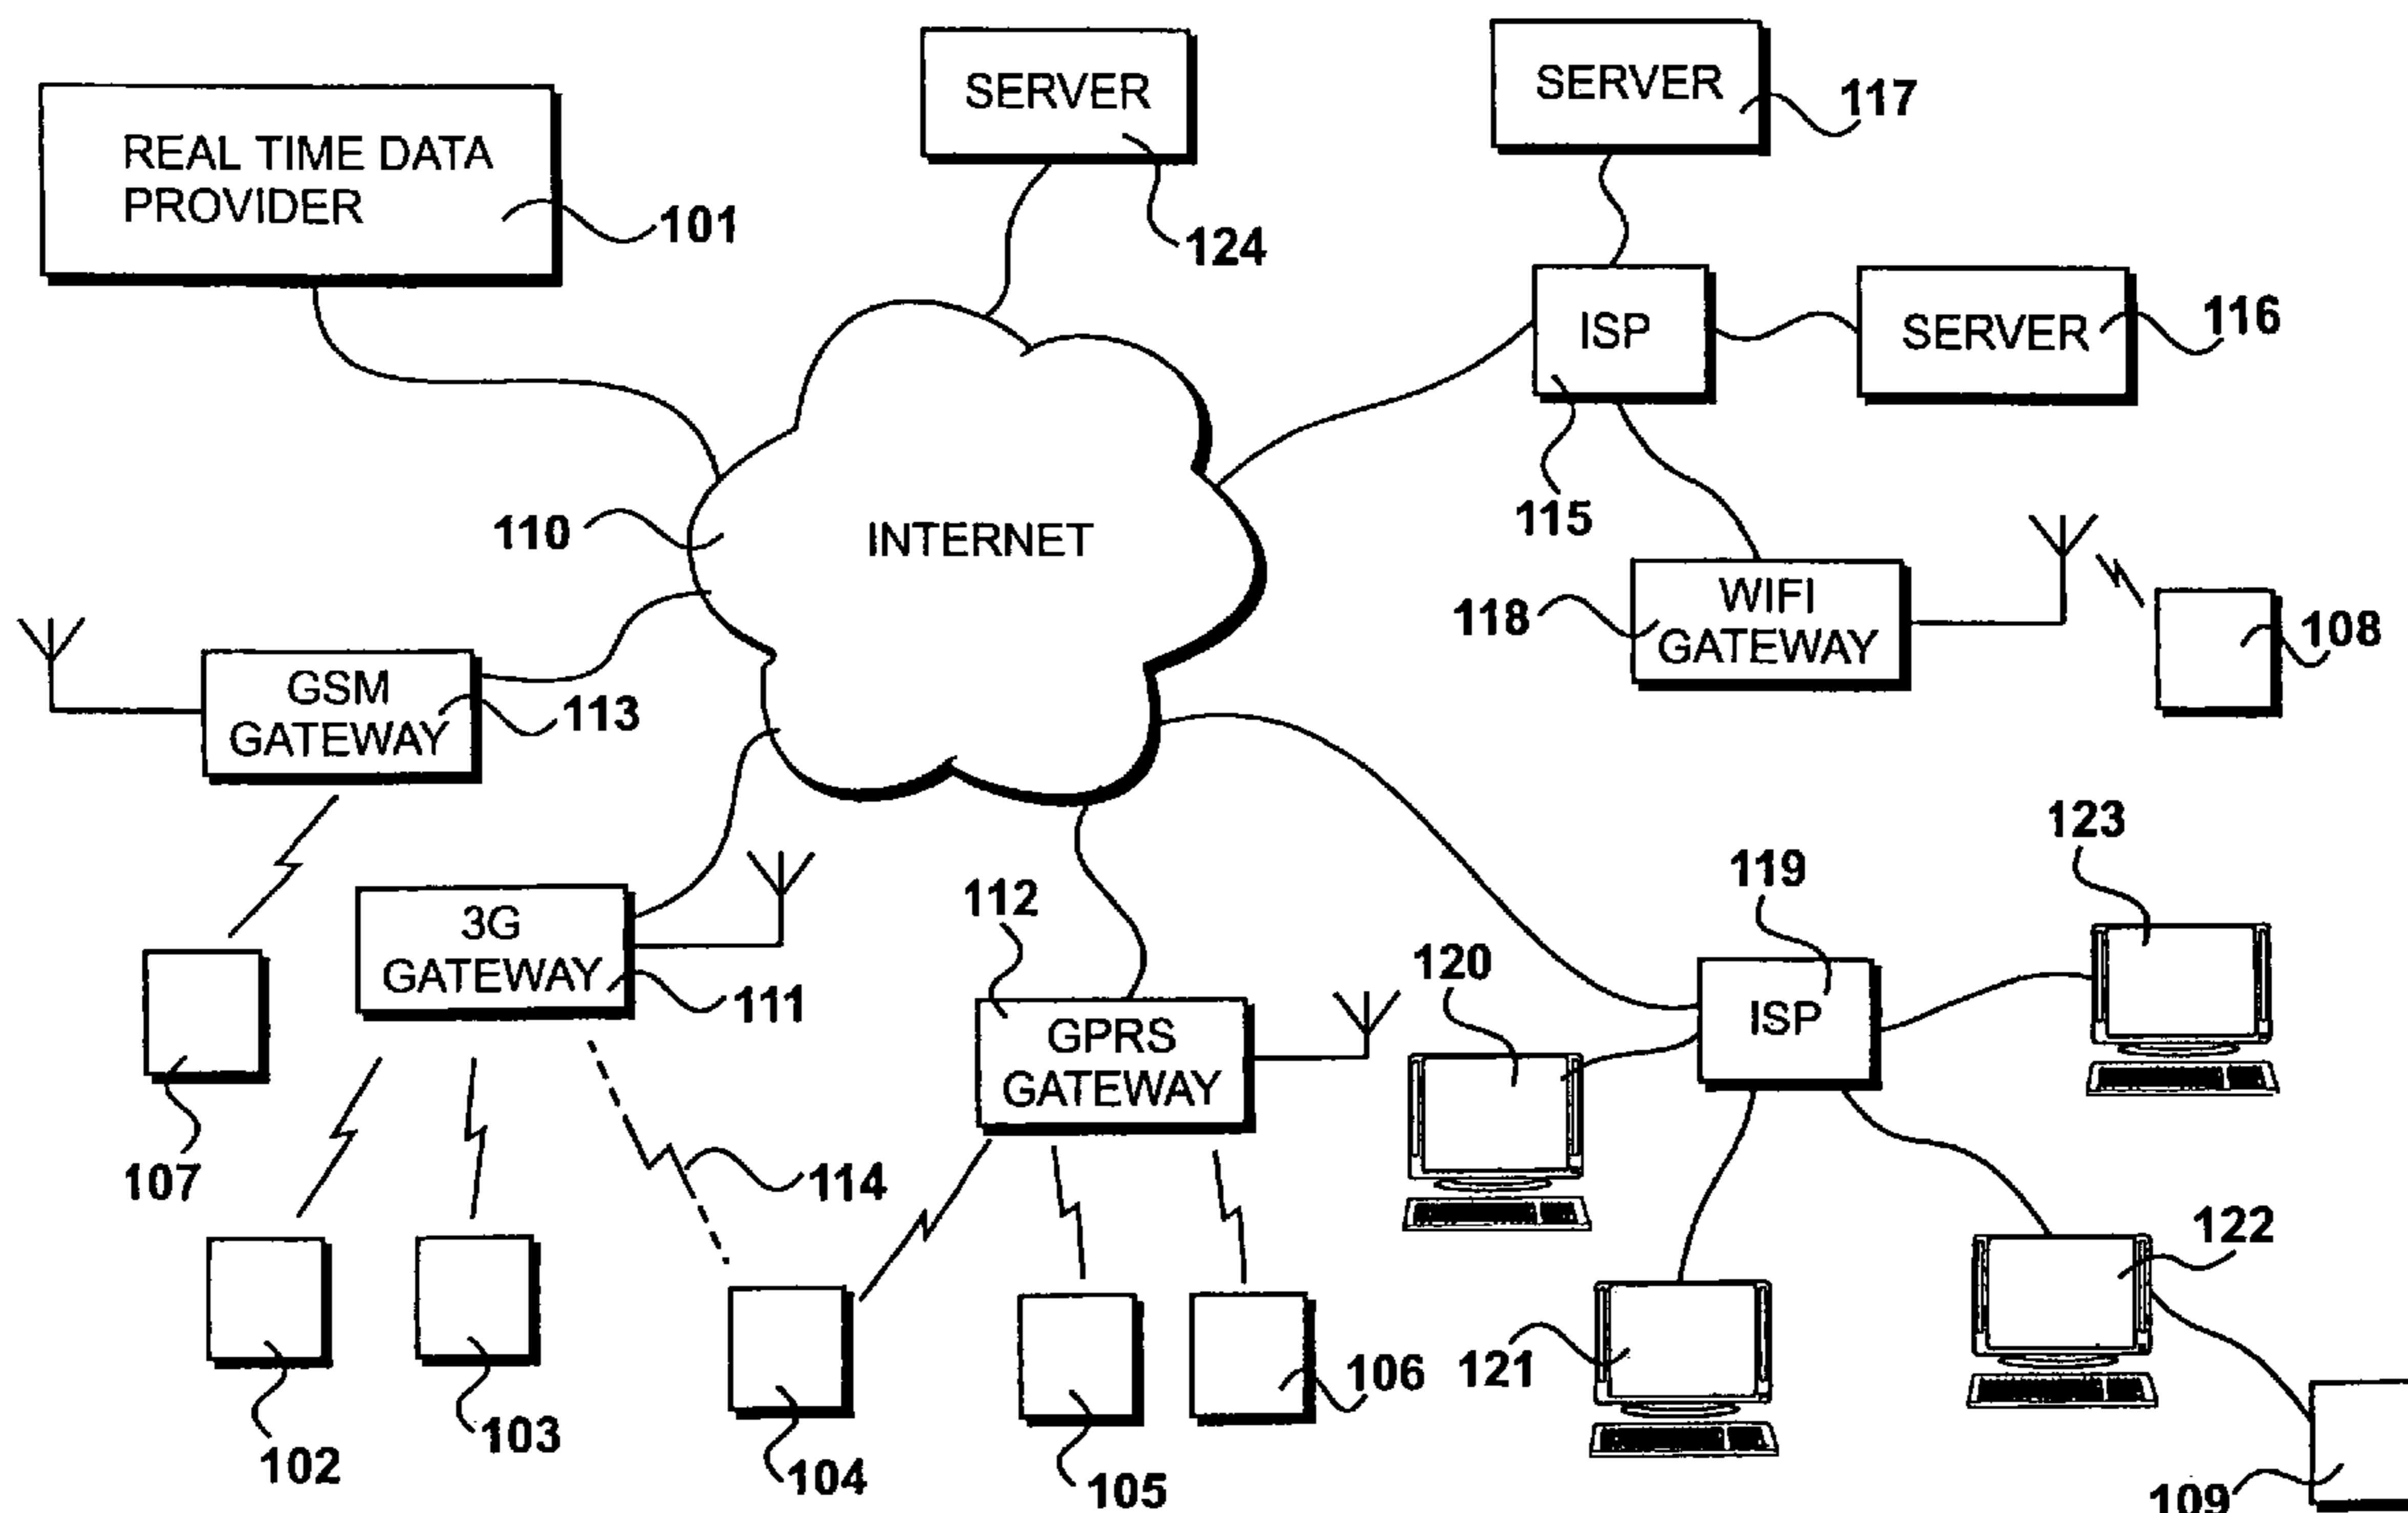 REAL TIME DATA
PROVIDER
101
SERVER
124
SERVER
117
ISP
115
SERVER
116
110
INTERNET
WIFI
GATEWAY
118
108
GSM
GATEWAY
113
107
3G
GATEWAY
111
112
GPRS
GATEWAY
114
102
103
104
105
106
119
ISP
120
121
122
123
109